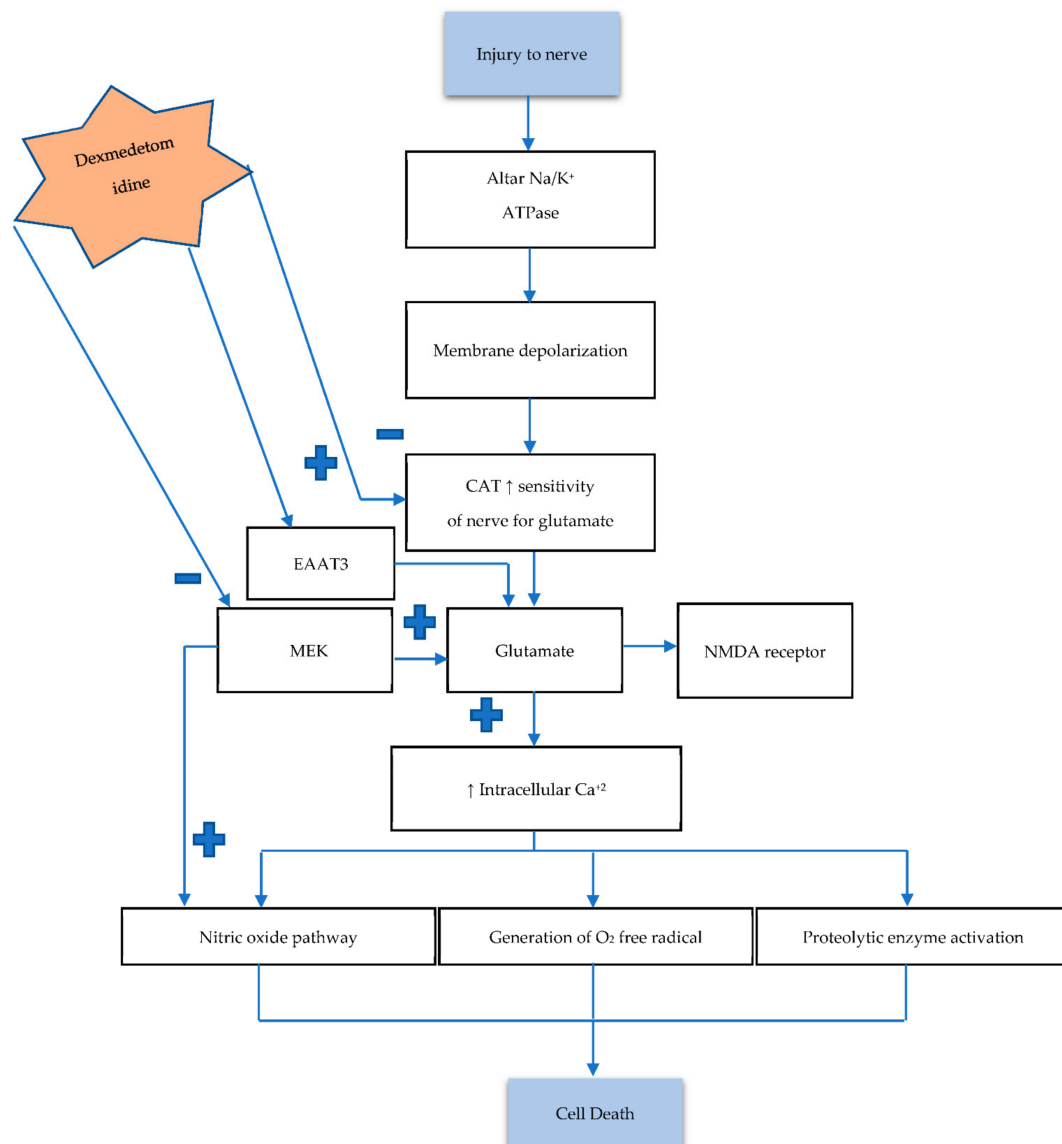 Injury to nerve
Dexmedetom
idine
Altar Na/K⁺
ATPase
Membrane depolarization
CAT ↑ sensitivity
of nerve for glutamate
EAAT3
MEK
Glutamate
NMDA receptor
↑ Intracellular Ca⁺²
Nitric oxide pathway
Generation of O₂ free radical
Proteolytic enzyme activation
Cell Death